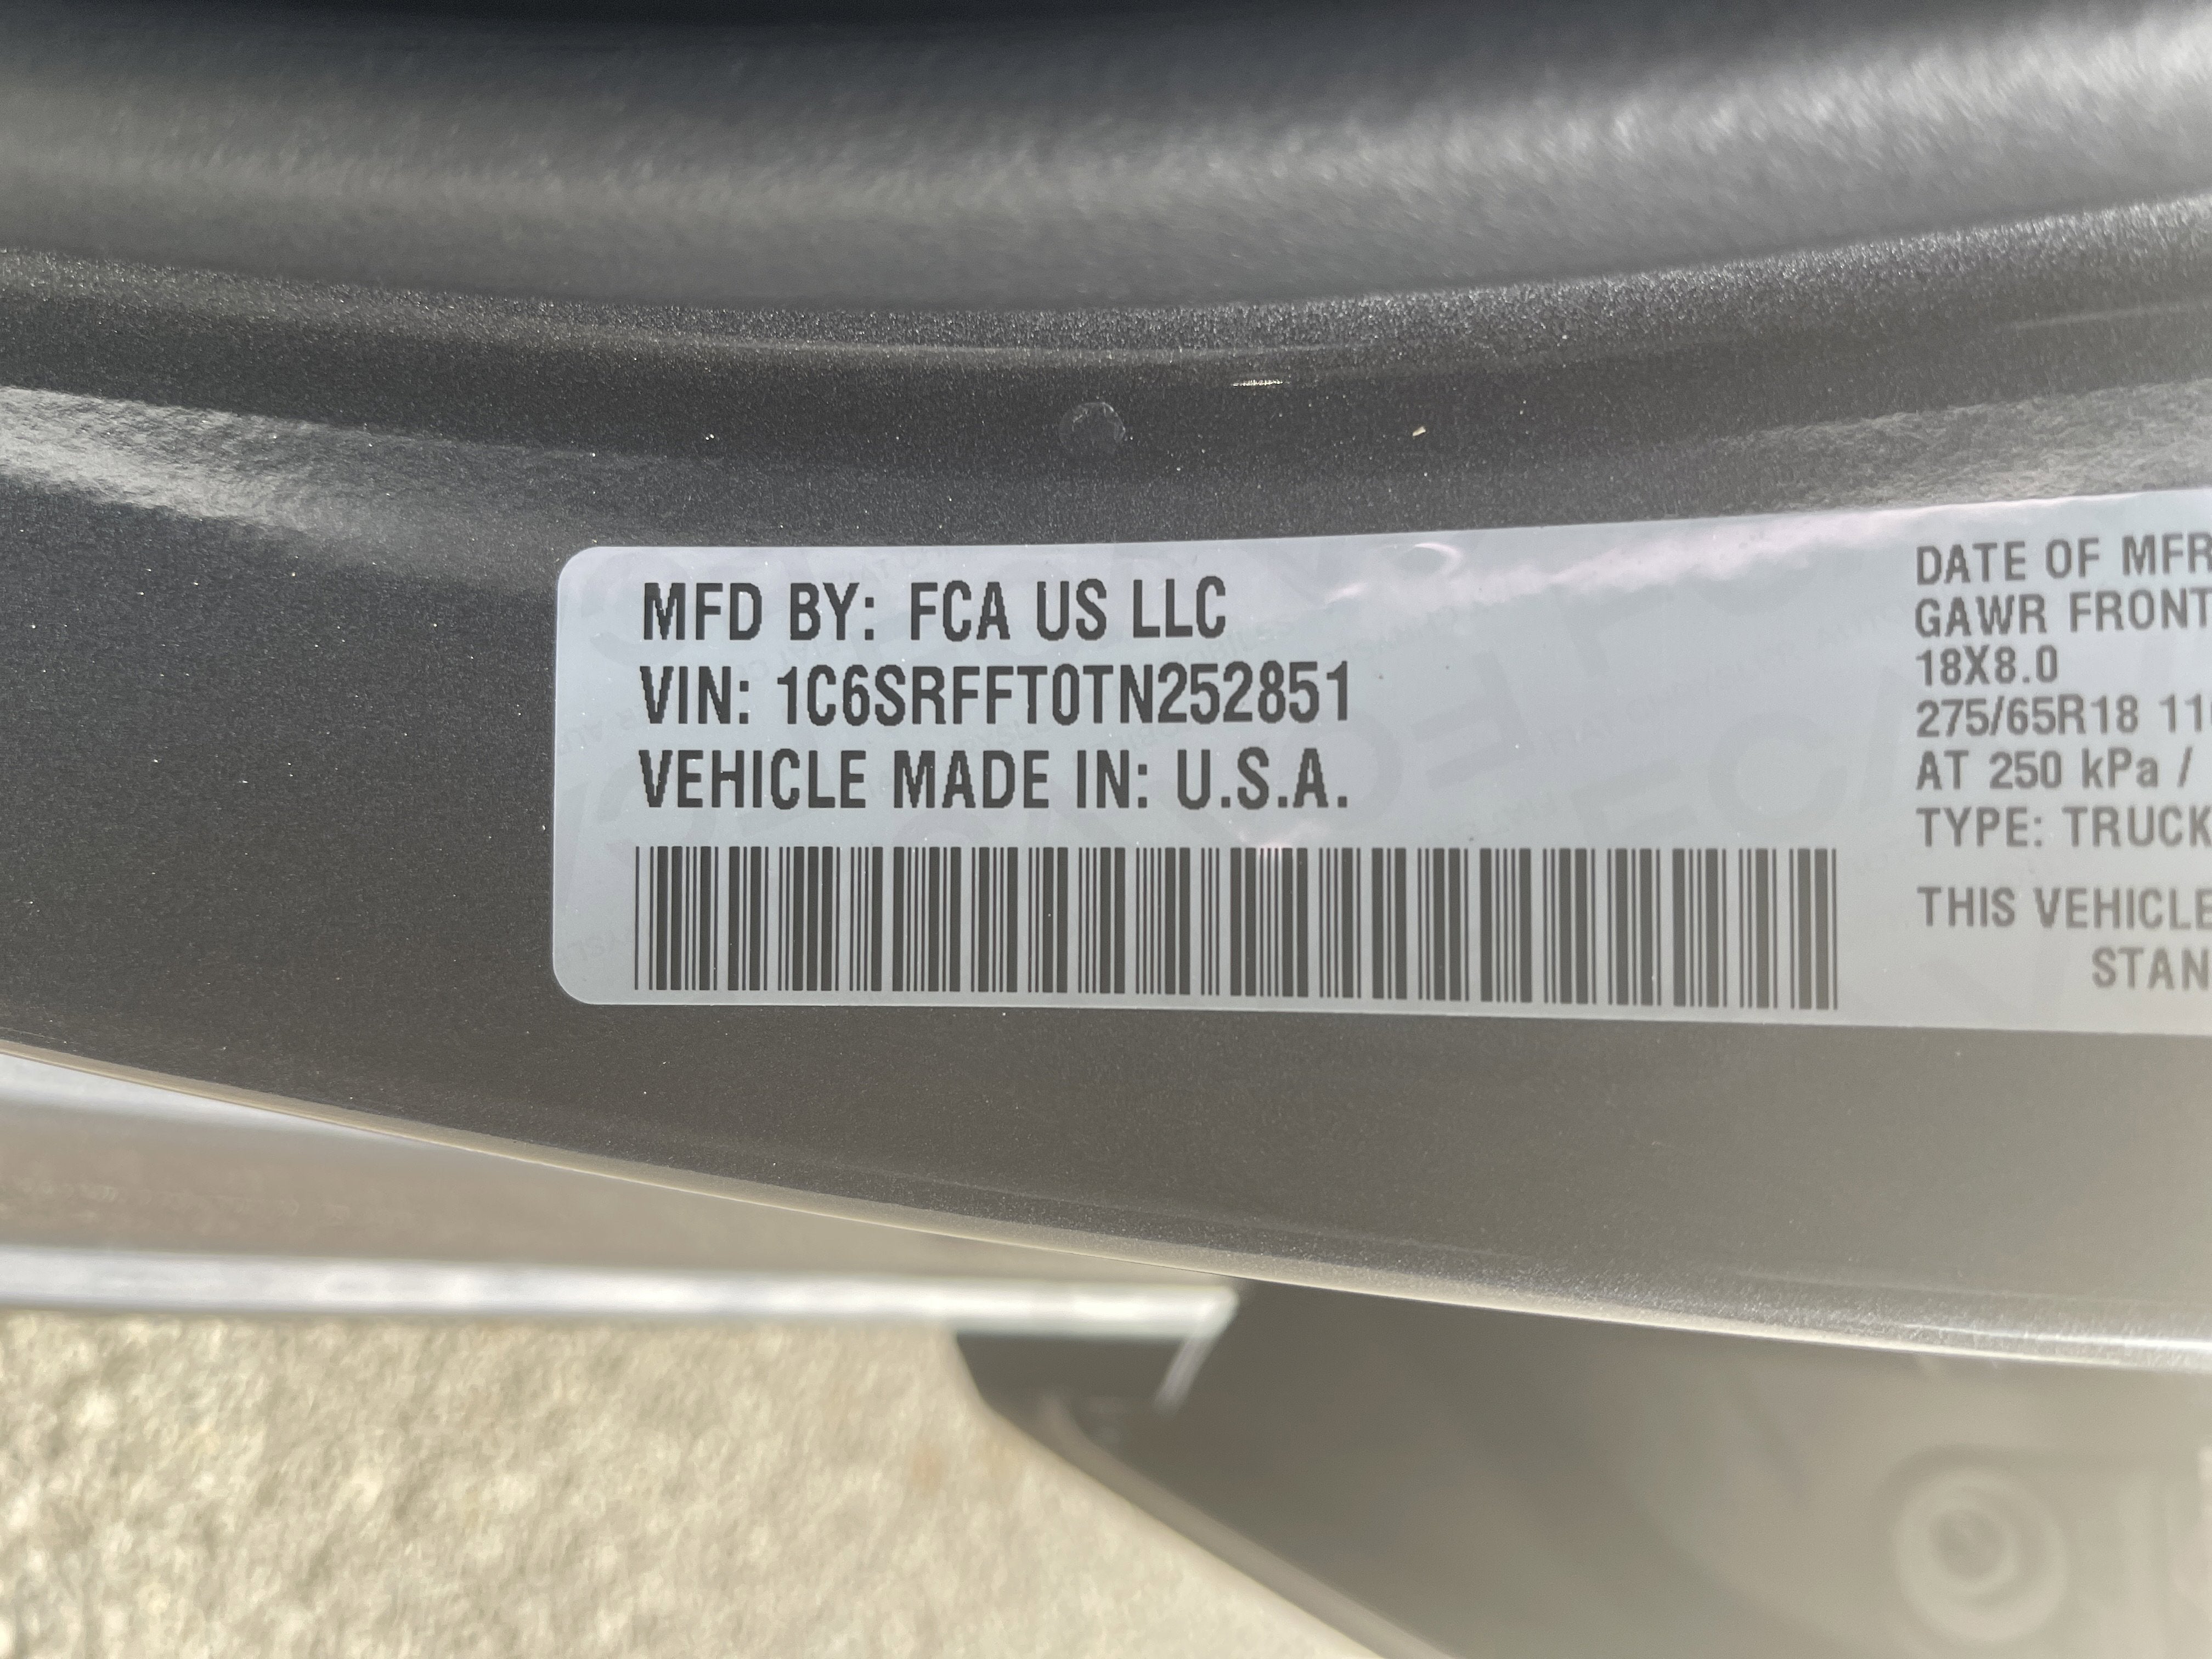 MFD BY: FCA US LLC
VIN: 1C6SRFFT0TN252851
VEHICLE MADE IN: U.S.A.
DATE OF MFR
GAWR FRONT
18X8.0
275/65R18 11
AT 250 kPa /
TYPE: TRUCK
THIS VEHICLE
STAN